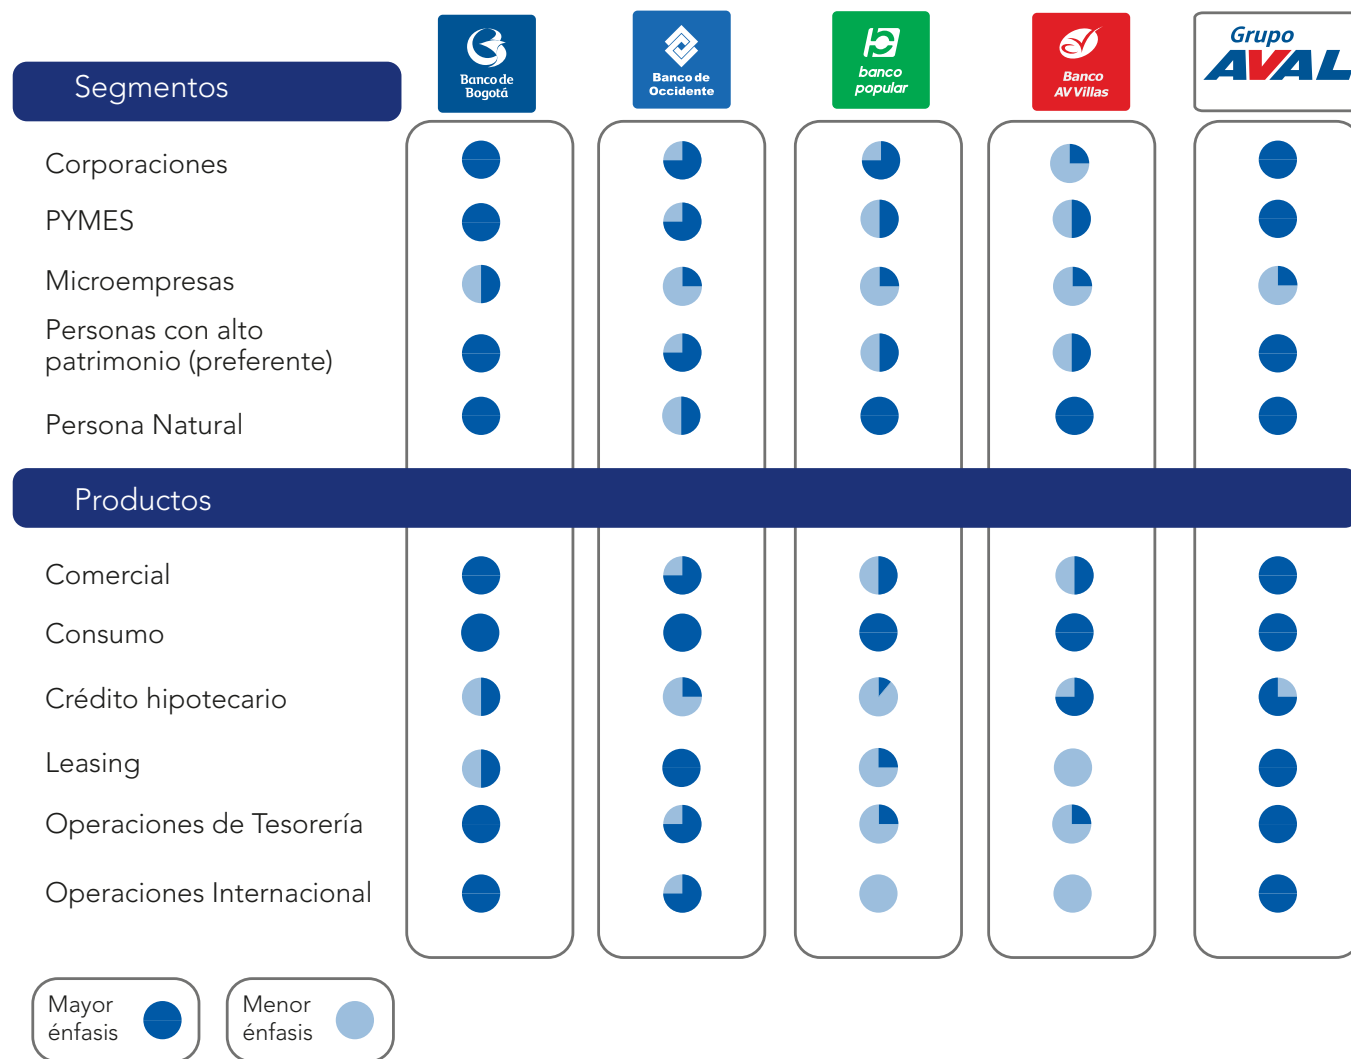 Segmentos
Banco de
Bogotá
Banco de
Occidente
banco
popular
Banco
AV Villas
Grupo
AVAL
Corporaciones
PYMES
Microempresas
Personas con alto
patrimonio (preferente)
Persona Natural
Productos
Comercial
Consumo
Crédito hipotecario
Leasing
Operaciones de Tesorería
Operaciones Internacional
Mayor
énfasis
Menor
énfasis